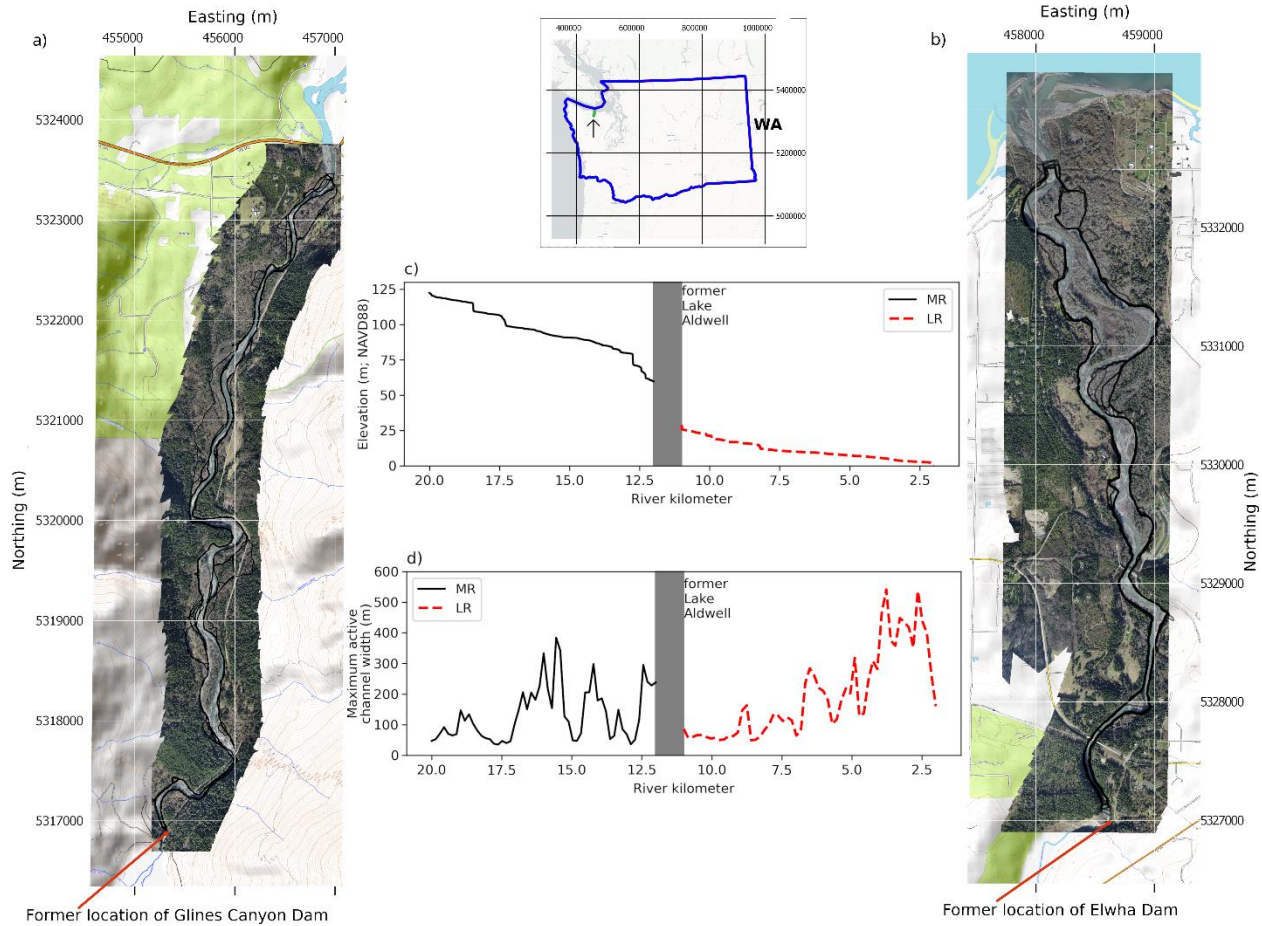 a)
Easting (m)
455000 456000 457000
5324000
5323000
5322000
5321000
5320000
5319000
5318000
5317000
Northing (m)
Former location of Glines Canyon Dam
400000 600000 800000 1000000
5400000
5200000
5000000
WA
c)
former
Lake
Aldwell
MR
LR
125
100
75
50
25
0
Elevation (m; NAVD88)
20.0 17.5 15.0 12.5 10.0 7.5 5.0 2.5
River kilometer
d)
MR
LR
former
Lake
Aldwell
600
500
400
300
200
100
0
Maximum active
channel width (m)
20.0 17.5 15.0 12.5 10.0 7.5 5.0 2.5
River kilometer
b)
Easting (m)
458000 459000
5332000
5331000
5330000
5329000
5328000
5327000
Northing (m)
Former location of Elwha Dam